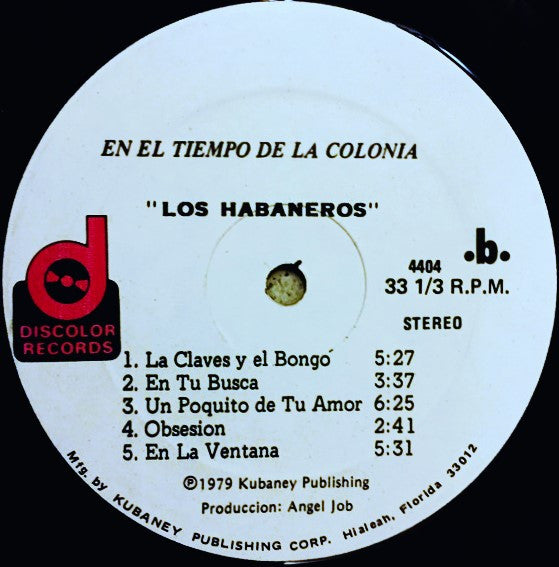 EN EL TIEMPO DE LA COLONIA
"LOS HABANEROS"
d
DISCOLOR
RECORDS
.b.
4404
33 1/3 R.P.M.
STEREO
1. La Claves y el Bongo 5:27
2. En Tu Busca 3:37
3. Un Poquito de Tu Amor 6:25
4. Obsesion 2:41
5. En La Ventana 5:31
℗1979 Kubaney Publishing
Produccion: Angel Job
Mfg. by KUBANEY PUBLISHING CORP. Hialeah, Florida 33012